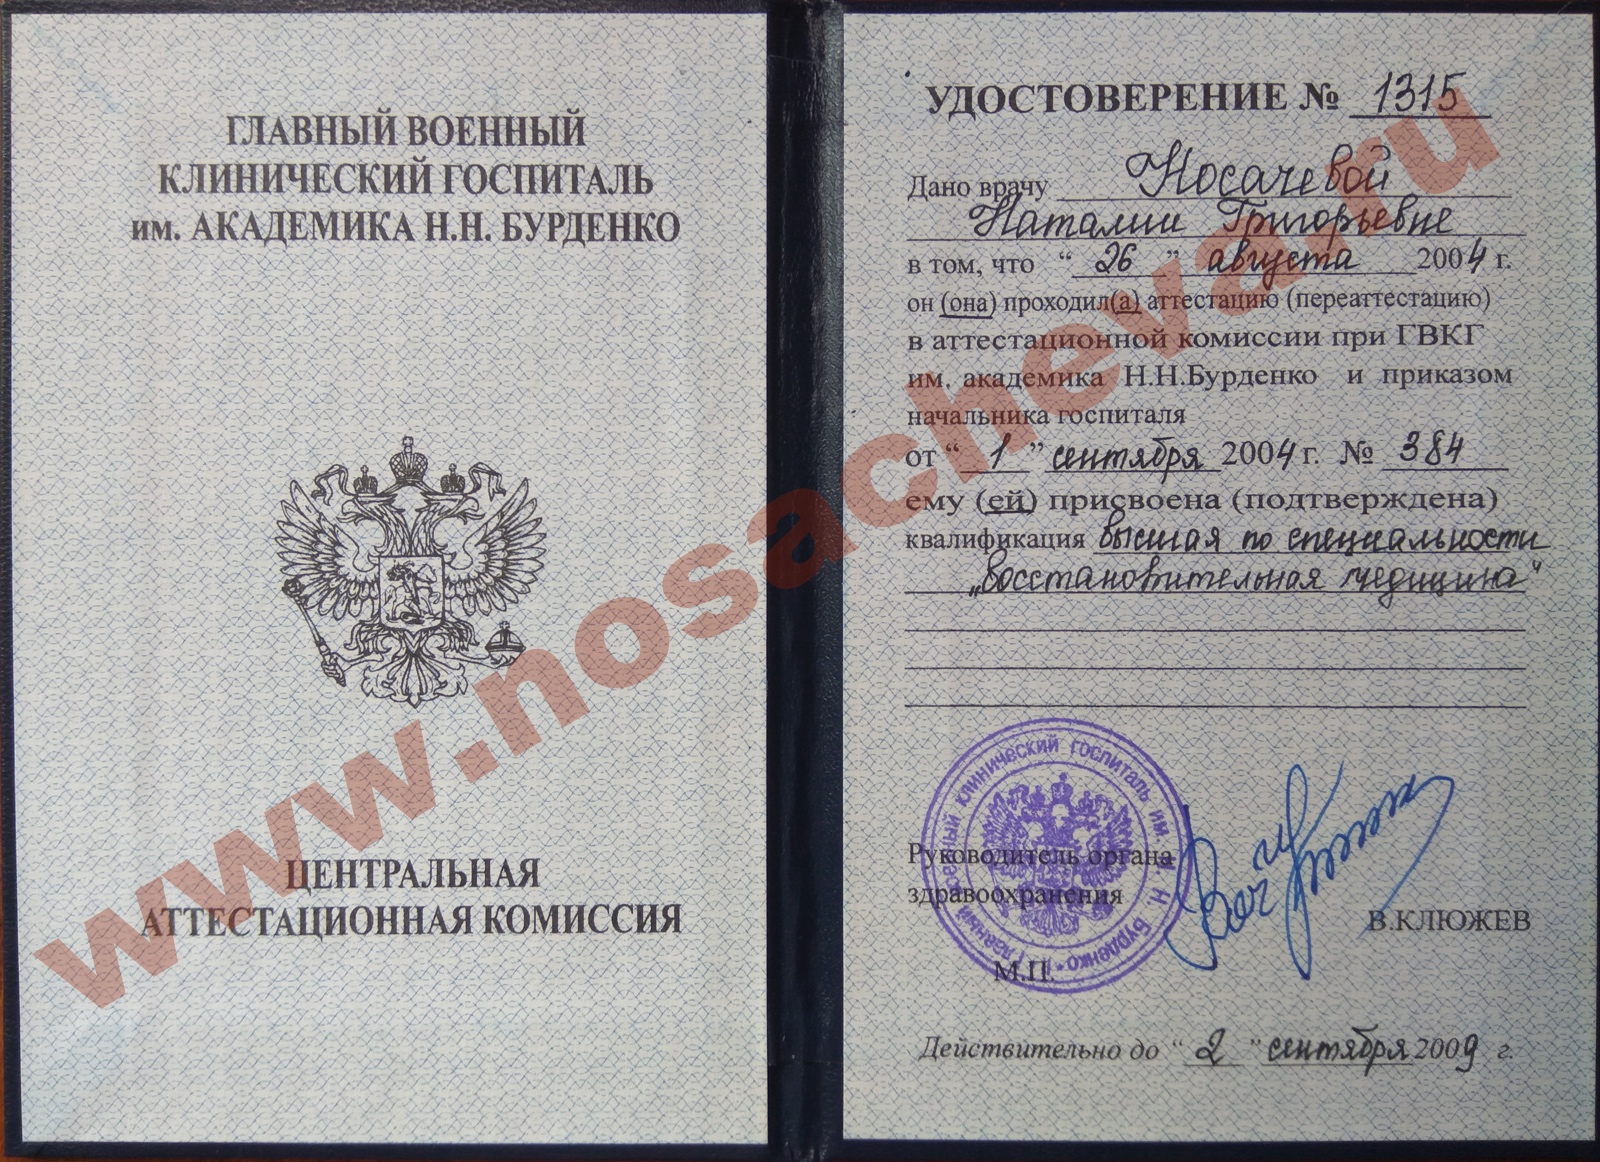 ГЛАВНЫЙ ВОЕННЫЙ
КЛИНИЧЕСКИЙ ГОСПИТАЛЬ
им. АКАДЕМИКА Н.Н. БУРДЕНКО
ЦЕНТРАЛЬНАЯ
АТТЕСТАЦИОННАЯ КОМИССИЯ
УДОСТОВЕРЕНИЕ № 1315
Дано врачу Носачевой
Наталии Григорьевне
в том, что “ 26 ” августа 2004 г.
он (она) проходил(а) аттестацию (переаттестацию)
в аттестационной комиссии при ГВКГ
им. академика Н.Н.Бурденко и приказом
начальника госпиталя
от “ 1 ” сентября 2004 г. № 384
ему (ей) присвоена (подтверждена)
квалификация высшая по специальности
„восстановительная медицина“
Руководитель органа
здравоохранения
В.КЛЮЖЕВ
М.П.
Действительно до “ 2 ” сентября 2009 г.
Главный военный клинический госпиталь им. Н. Н. Бурденко
www.nosacheva.ru